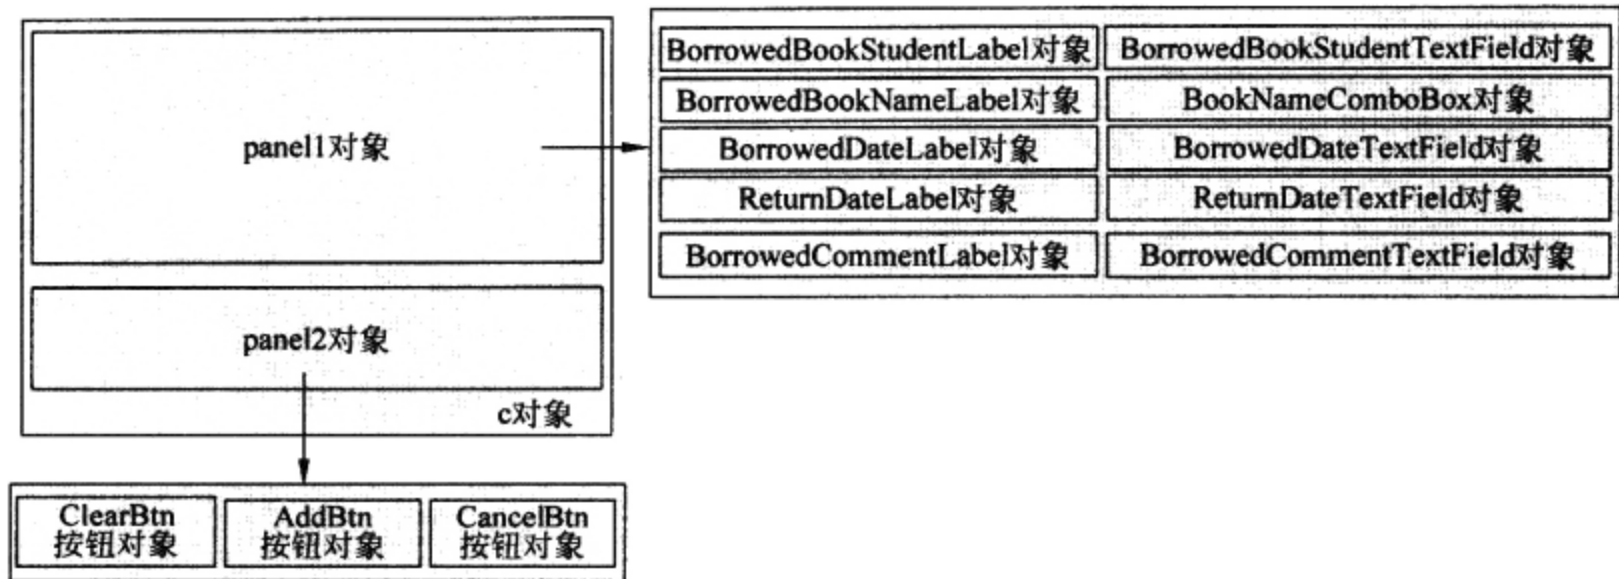 panel1对象
panel2对象
c对象
BorrowedBookStudentLabel对象
BorrowedBookStudentTextField对象
BorrowedBookNameLabel对象
BookNameComboBox对象
BorrowedDateLabel对象
BorrowedDateTextField对象
ReturnDateLabel对象
ReturnDateTextField对象
BorrowedCommentLabel对象
BorrowedCommentTextField对象
ClearBtn
按钮对象
AddBtn
按钮对象
CancelBtn
按钮对象